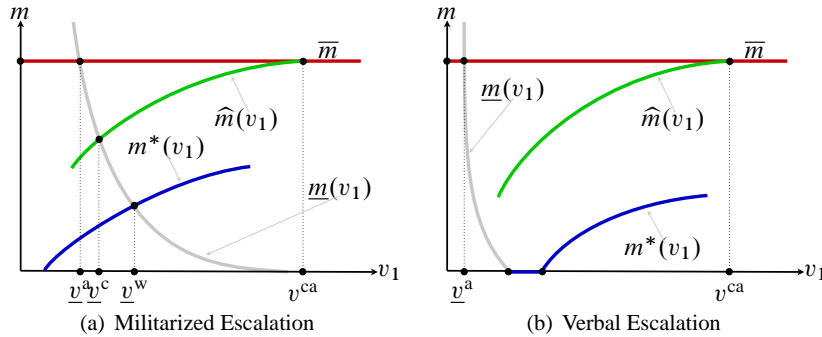 m
m̅
m̂(v₁)
m*(v₁)
m̲(v₁)
v₁
v̲ᵃ v̲ᶜ v̲ʷ vᶜᵃ
(a) Militarized Escalation
m
m̅
m̲(v₁)
m̂(v₁)
m*(v₁)
v₁
v̲ᵃ vᶜᵃ
(b) Verbal Escalation